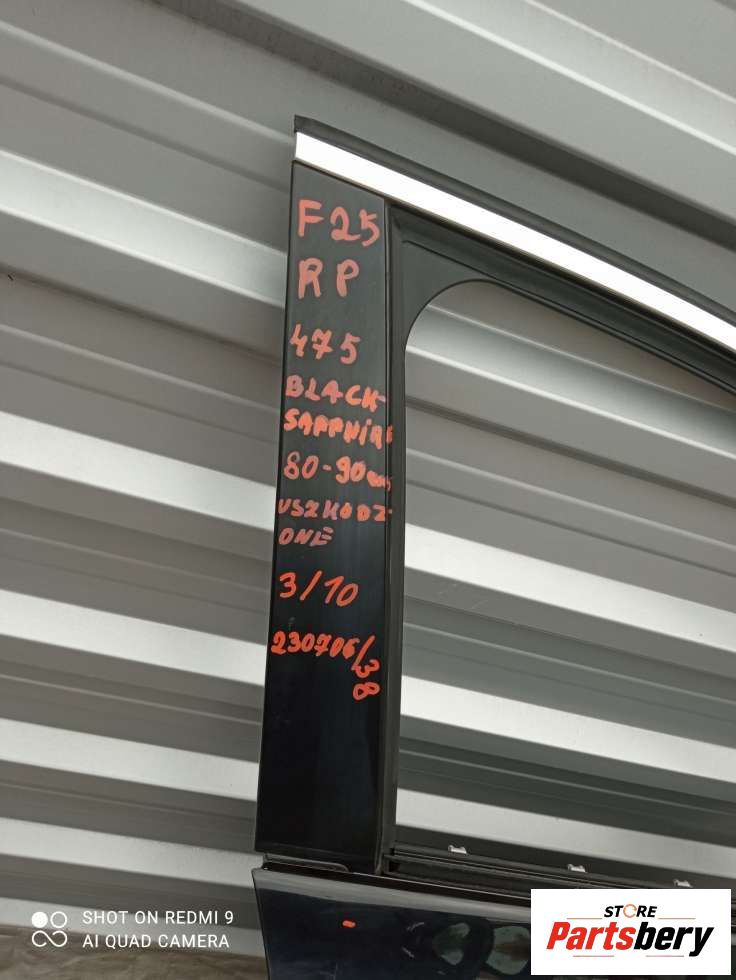 F25
RP
475
BLACK
SAPPHIRE
80-90
USZKODZ-
ONE
3/10
230706/38
SHOT ON REDMI 9
AI QUAD CAMERA
STORE
Partsbery